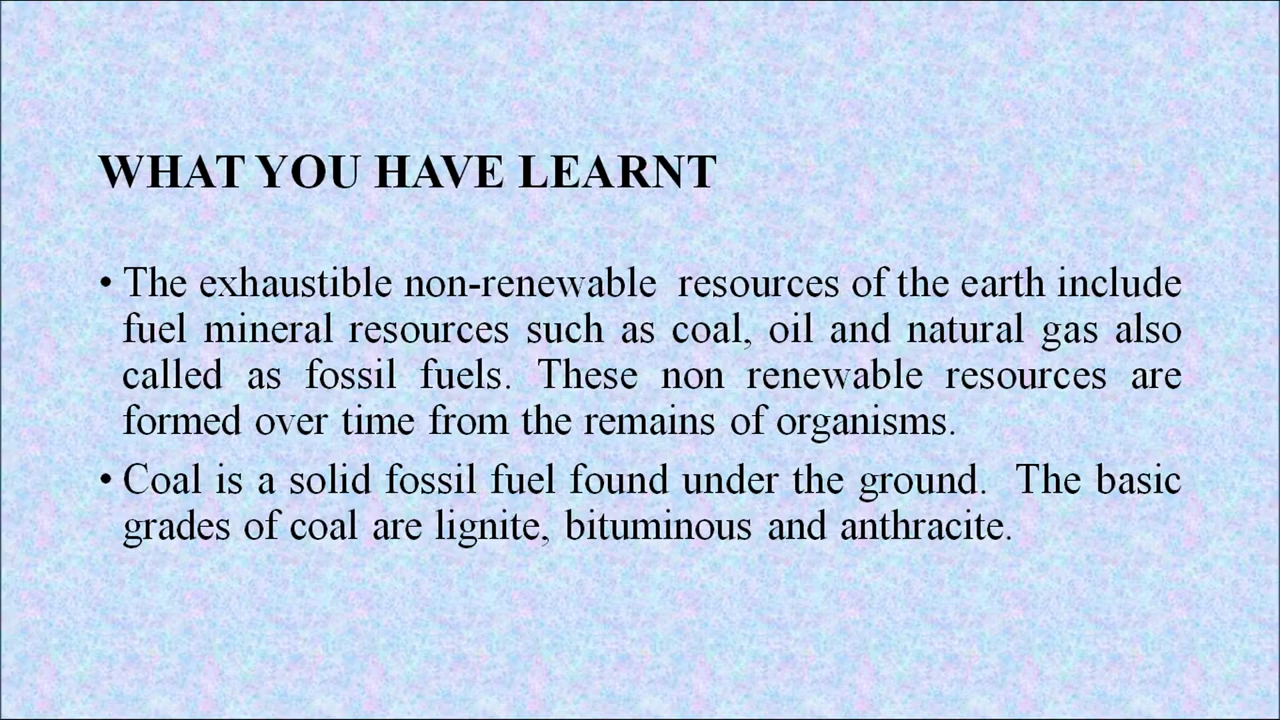 WHAT YOU HAVE LEARNT
• The exhaustible non-renewable  resources of the earth include
fuel mineral resources such as coal, oil and natural gas also
called as fossil fuels. These non renewable resources are
formed over time from the remains of organisms.
• Coal is a solid fossil fuel found under the ground.  The basic
grades of coal are lignite, bituminous and anthracite.